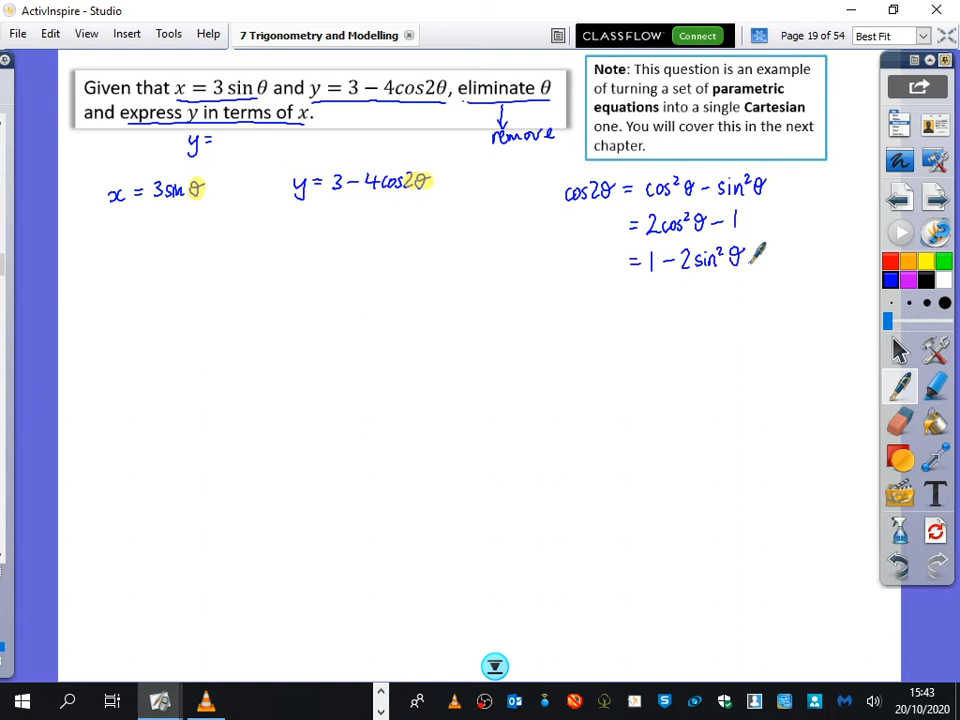 ActivInspire - Studio
File Edit View Insert Tools Help
7 Trigonometry and Modelling
CLASSFLOW Connect
Page 19 of 54
Best Fit
Given that x = 3 sin θ and y = 3 − 4cos2θ, eliminate θ
and express y in terms of x.
Note: This question is an example
of turning a set of parametric
equations into a single Cartesian
one. You will cover this in the next
chapter.
remove
y =
x = 3sinθ
y = 3 − 4cos2θ
cos2θ = cos²θ − sin²θ
= 2cos²θ − 1
= 1 − 2sin²θ
15:43
20/10/2020